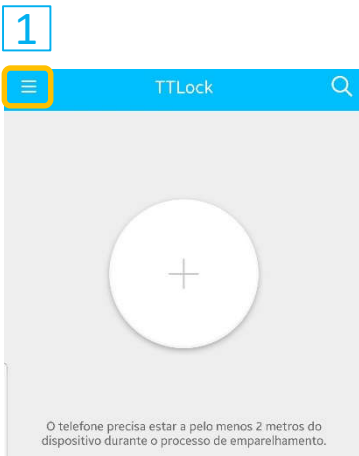 1
TTLock
O telefone precisa estar a pelo menos 2 metros do
dispositivo durante o processo de emparelhamento.